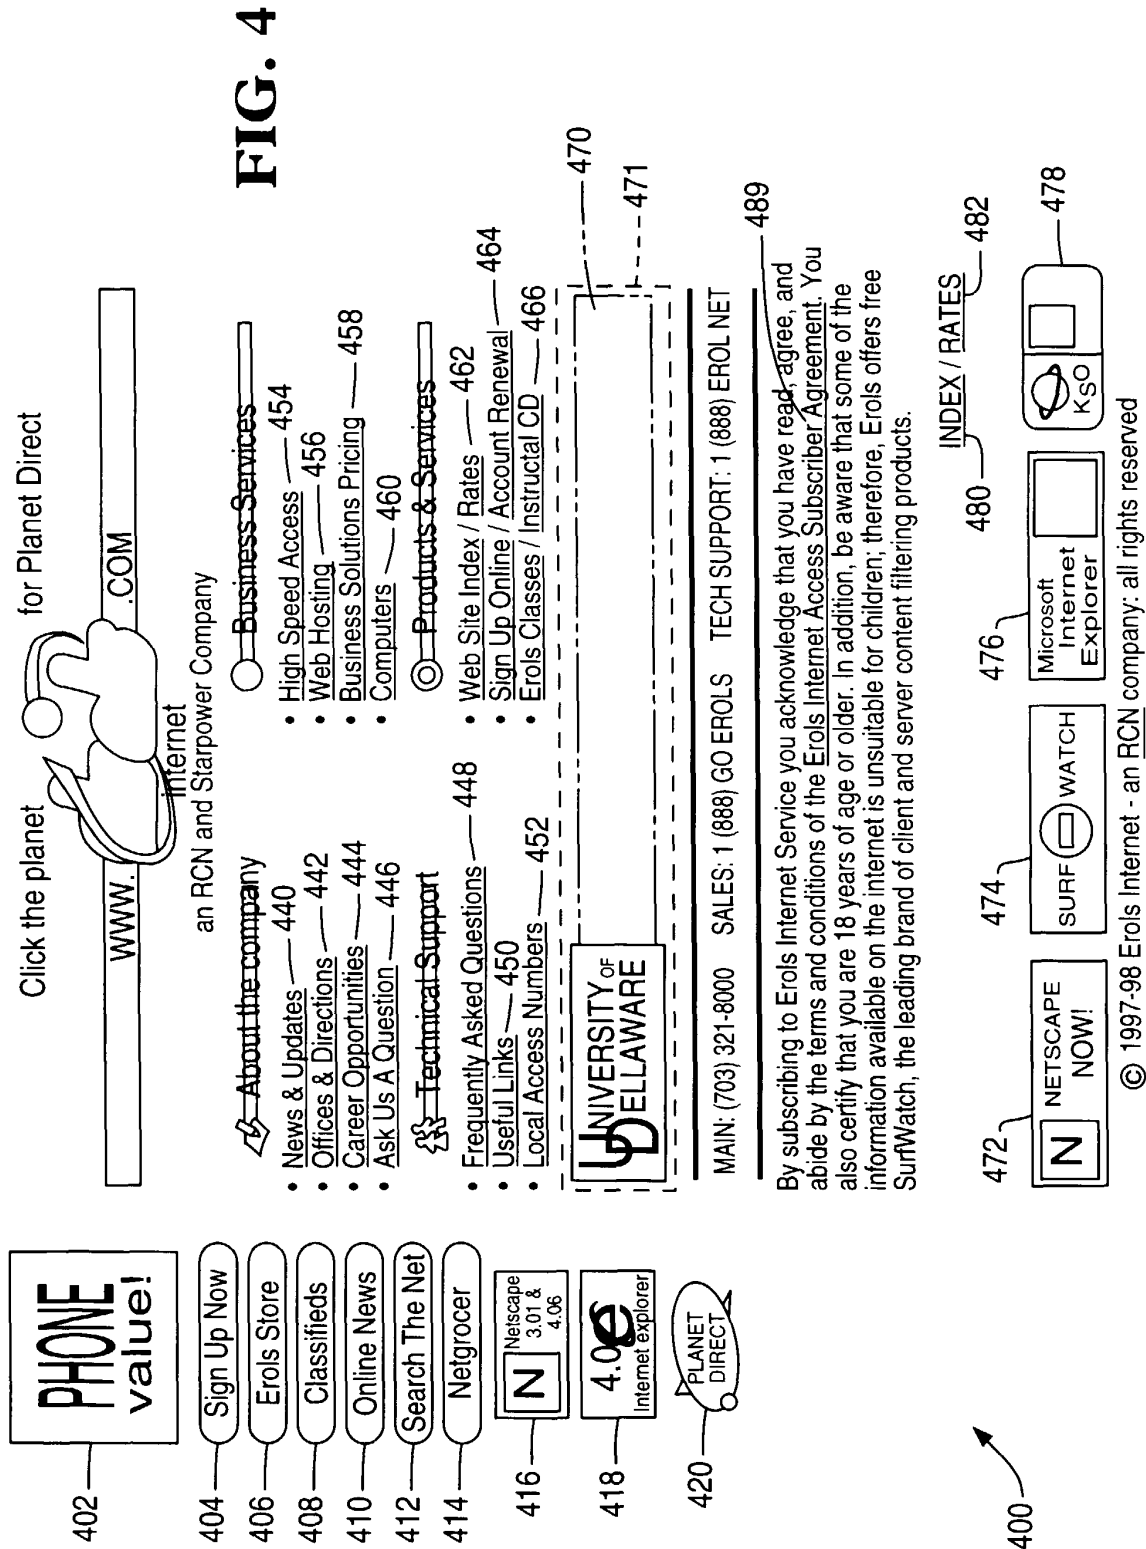 FIG. 4
Click the planet
for Planet Direct
WWW.
.COM
internet
an RCN and Starpower Company
402
PHONE
value!
404
Sign Up Now
406
Erols Store
408
Classifieds
410
Online News
412
Search The Net
414
Netgrocer
416
N
Netscape
3.01 &
4.06
418
4.0e
Internet explorer
420
PLANET
DIRECT
400
About the company
• News & Updates 440
• Offices & Directions 442
• Career Opportunities 444
• Ask Us A Question 446
Business Services
• High Speed Access 454
• Web Hosting 456
• Business Solutions Pricing 458
• Computers 460
Technical Support
• Frequently Asked Questions 448
• Useful Links 450
• Local Access Numbers 452
Products & Services
• Web Site Index / Rates 462
• Sign Up Online / Account Renewal 464
• Erols Classes / Instructal CD 466
UNIVERSITY OF
DELLAWARE
470
471
MAIN: (703) 321-8000 SALES: 1 (888) GO EROLS TECH SUPPORT: 1 (888) EROL NET
489
By subscribing to Erols Internet Service you acknowledge that you have read, agree, and
abide by the terms and conditions of the Erols Internet Access Subscriber Agreement. You
also certify that you are 18 years of age or older. In addition, be aware that some of the
information available on the internet is unsuitable for children; therefore, Erols offers free
SurfWatch, the leading brand of client and server content filtering products.
INDEX / RATES
480
482
472
N
NETSCAPE
NOW!
474
SURF WATCH
476
Microsoft
Internet
Explorer
478
KSO
© 1997-98 Erols Internet - an RCN company: all rights reserved